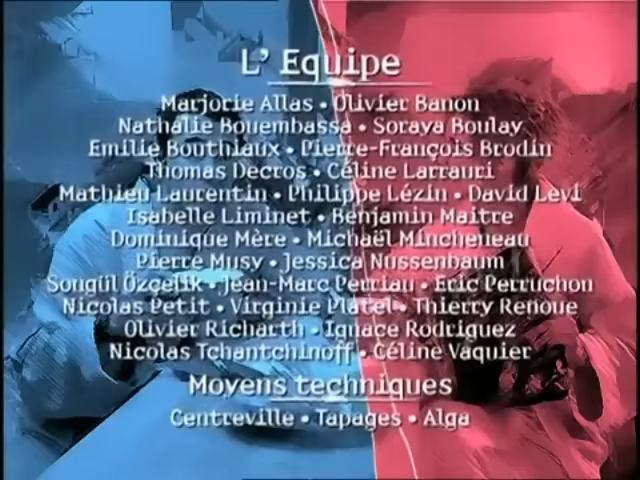 L' Equipe
Marjorie Allas • Olivier Banon
Nathalie Bouembassa • Soraya Boulay
Emilie Bouthiaux • Pierre-François Brodin
Thomas Decros • Céline Larrauri
Mathieu Laurentin • Philippe Lézin • David Levi
Isabelle Liminet • Benjamin Maitre
Dominique Mère • Michaël Mincheneau
Pierre Musy • Jessica Nussenbaum
Songül Özçelik • Jean-Marc Perriau • Eric Perruchon
Nicolas Petit • Virginie Platel • Thierry Renoue
Olivier Richarth • Ignace Rodriguez
Nicolas Tchantchinoff • Céline Vaquier
Moyens techniques
Centreville • Tapages • Alga